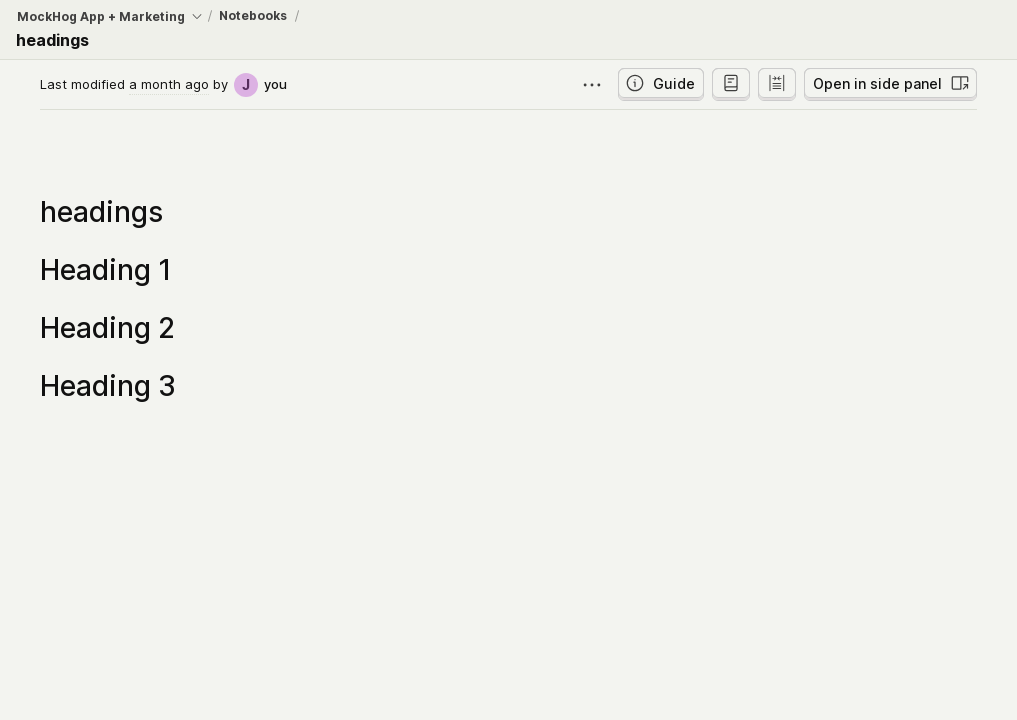 MockHog App + Marketing / Notebooks /
headings
Last modified a month ago by J you
Guide
Open in side panel
headings
Heading 1
Heading 2
Heading 3